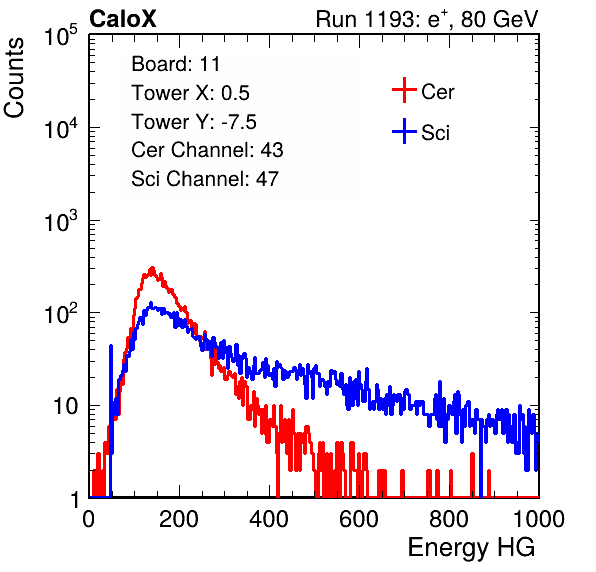 CaloX Run 1193: e⁺, 80 GeV
Counts
10⁵
10⁴
10³
10²
10
1
Board: 11
Tower X: 0.5
Tower Y: -7.5
Cer Channel: 43
Sci Channel: 47
Cer
Sci
0 200 400 600 800 1000
Energy HG